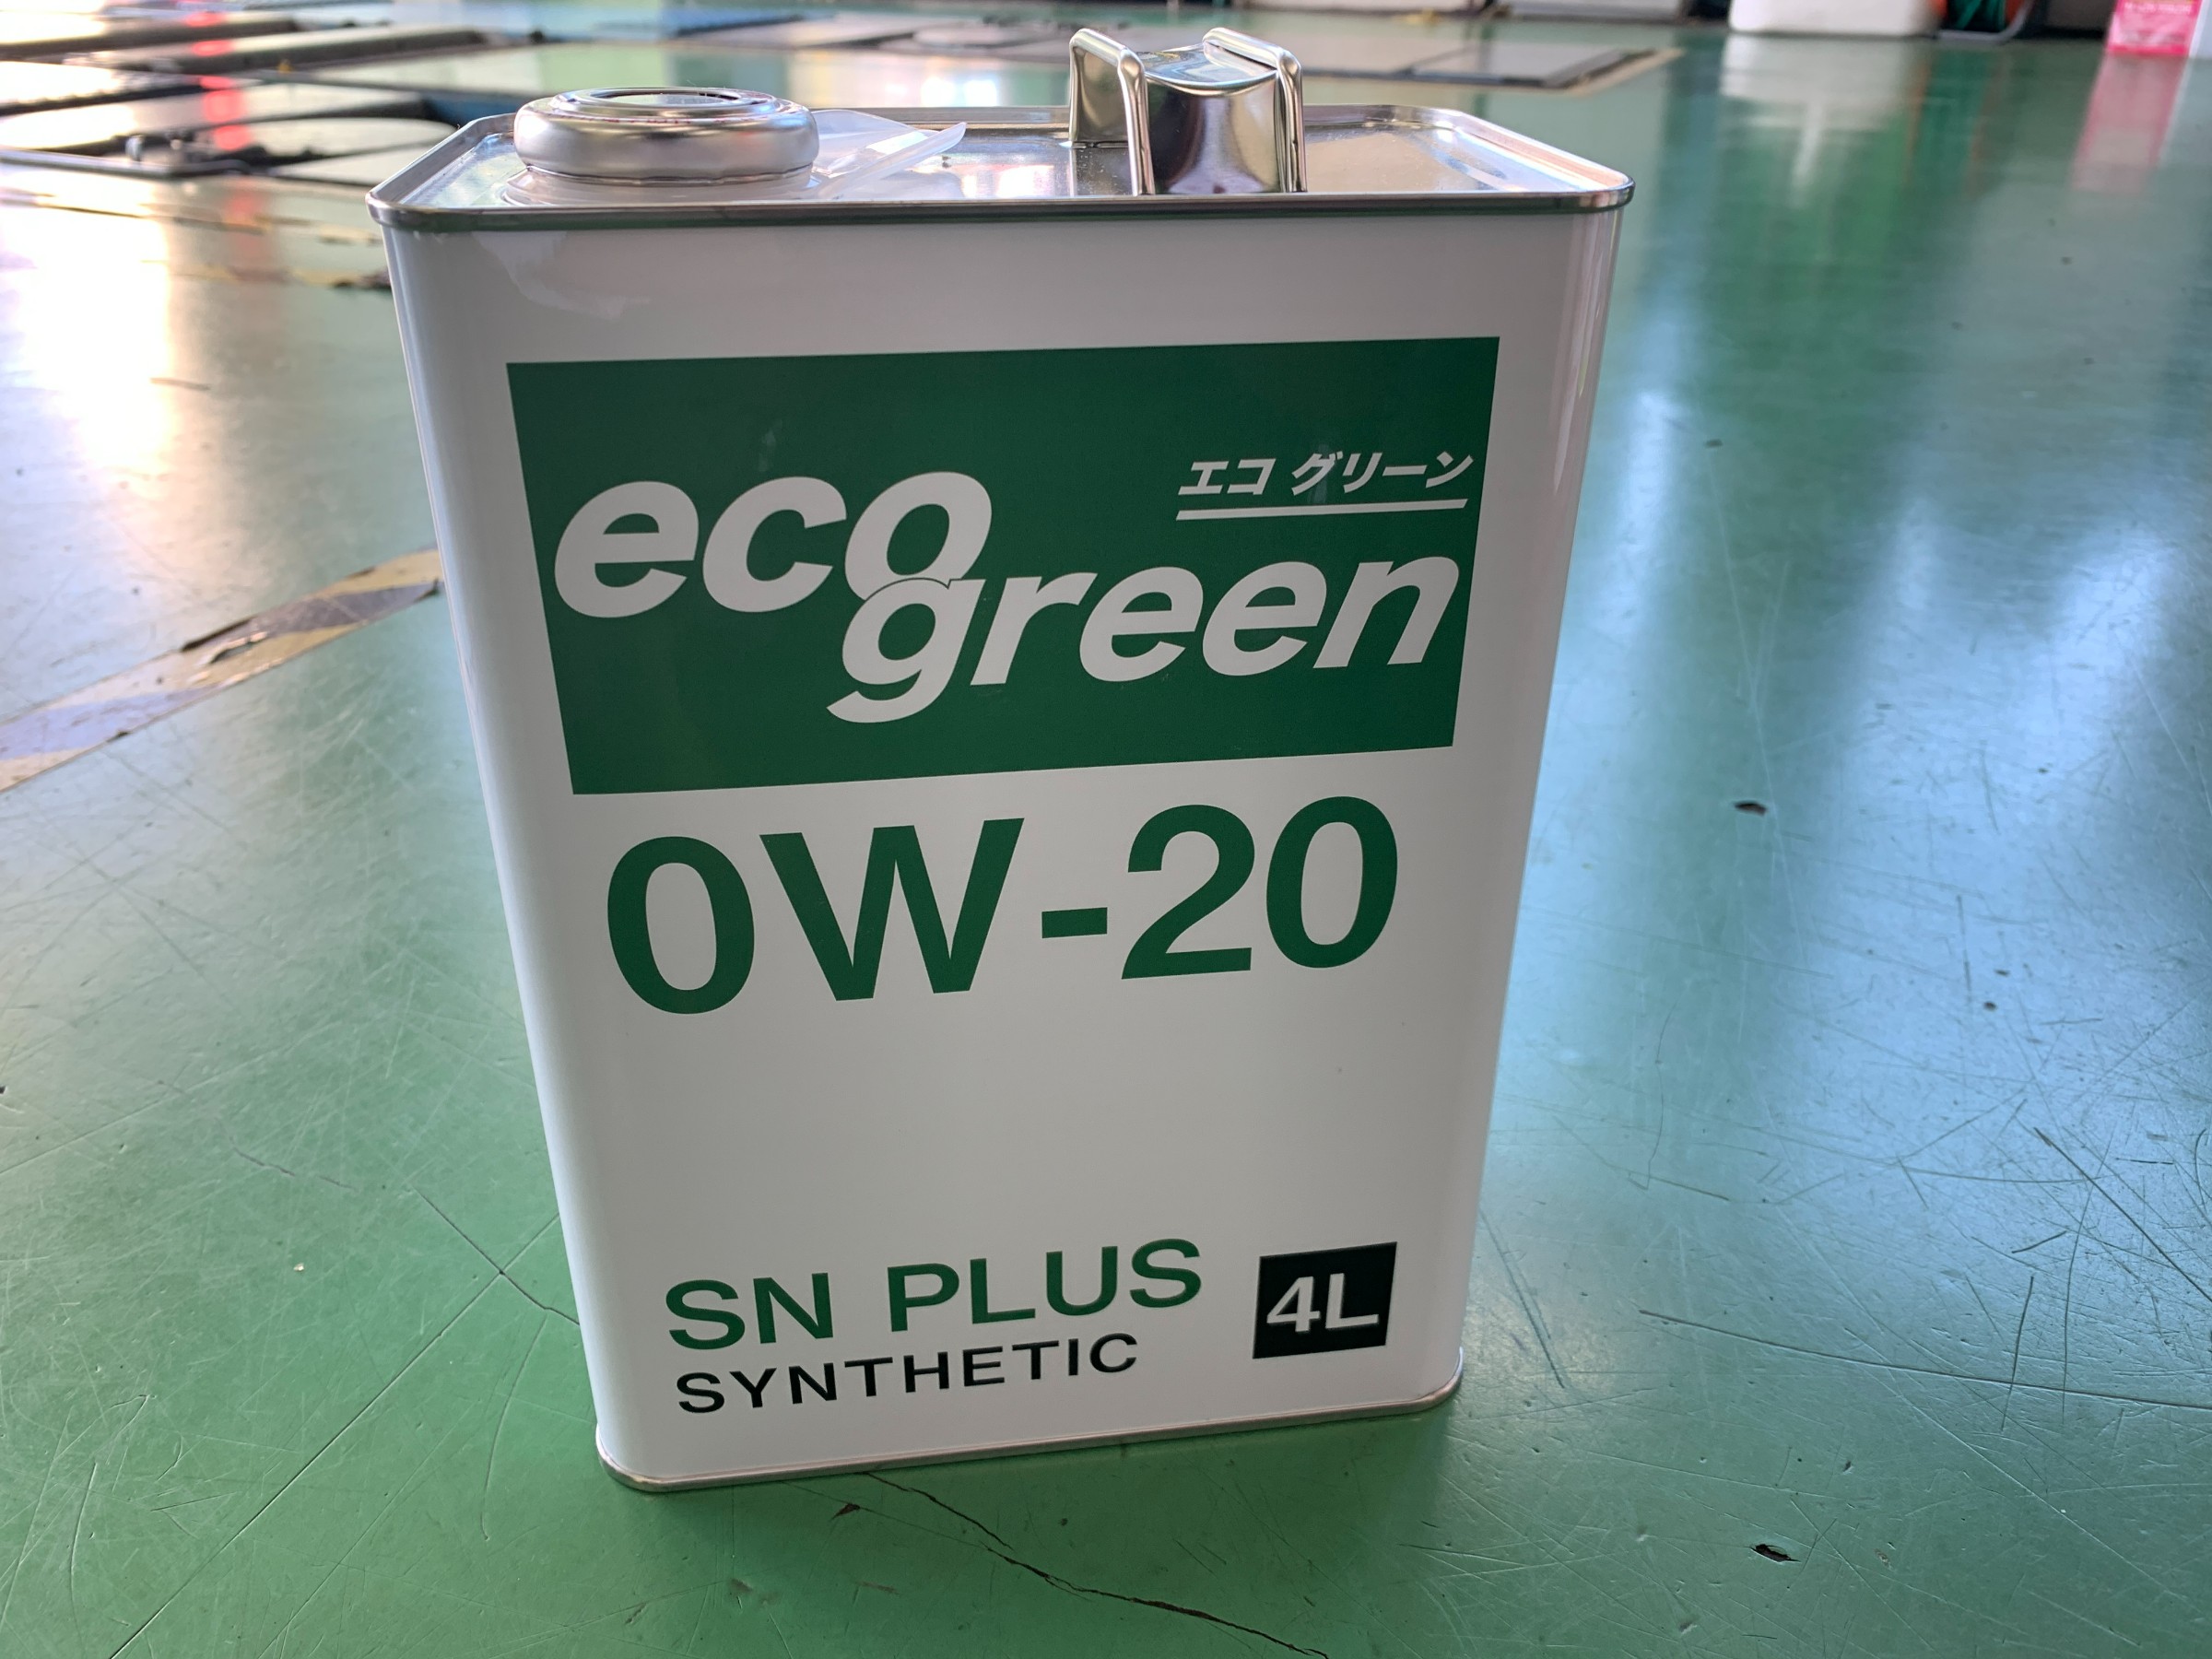 エコ グリーン
eco
green
0W-20
SN PLUS
SYNTHETIC
4L